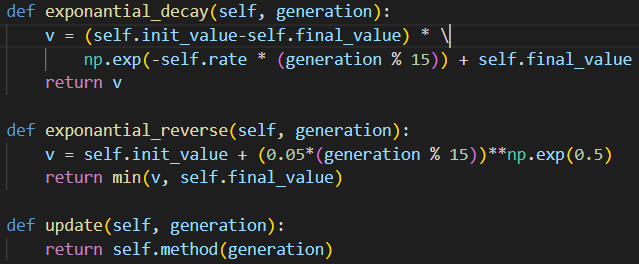 def exponantial_decay(self, generation):
    v = (self.init_value-self.final_value) * \
        np.exp(-self.rate * (generation % 15)) + self.final_value
    return v

def exponantial_reverse(self, generation):
    v = self.init_value + (0.05*(generation % 15))**np.exp(0.5)
    return min(v, self.final_value)

def update(self, generation):
    return self.method(generation)